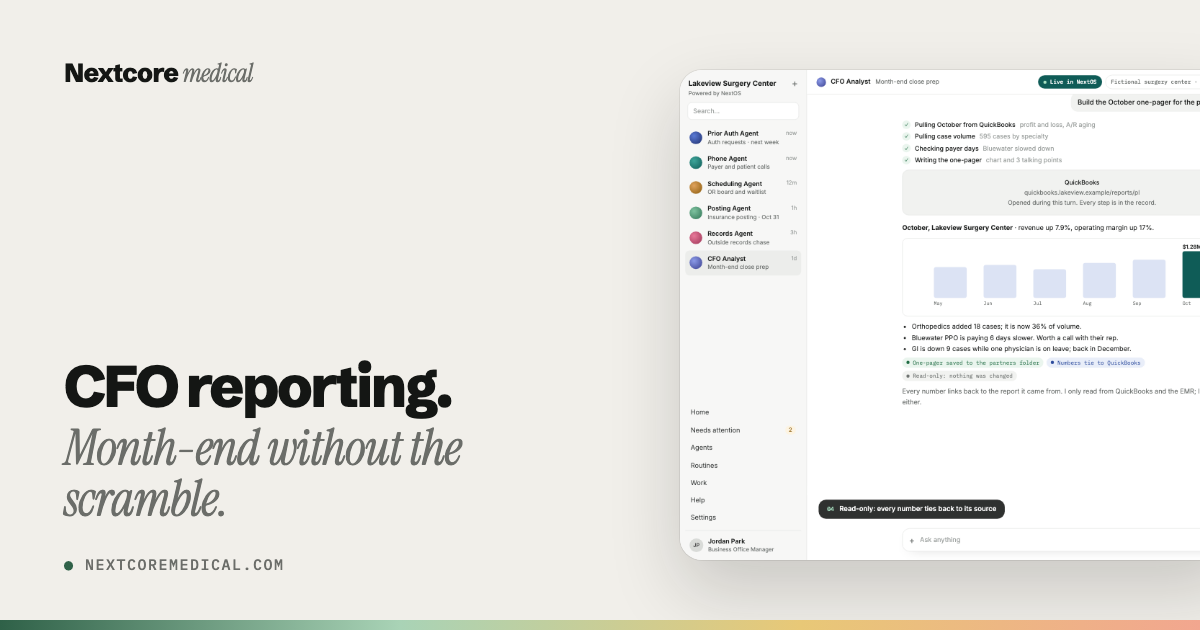 Nextcore medical
CFO reporting.
Month-end without the
scramble.
NEXTCOREMEDICAL.COM
Lakeview Surgery Center +
Powered by NextOS
Search...
Prior Auth Agent now
Auth requests · next week
Phone Agent now
Payer and patient calls
Scheduling Agent 12m
OR board and waitlist
Posting Agent 1h
Insurance posting · Oct 31
Records Agent 3h
Outside records chase
CFO Analyst 1d
Month-end close prep
Home
Needs attention 2
Agents
Routines
Work
Help
Settings
JP Jordan Park
Business Office Manager
CFO Analyst Month-end close prep Live in NextOS Fictional surgery center ·
Build the October one-pager for the p
Pulling October from QuickBooks profit and loss, A/R aging
Pulling case volume 595 cases by specialty
Checking payer days Bluewater slowed down
Writing the one-pager chart and 3 talking points
QuickBooks
quickbooks.lakeview.example/reports/pl
Opened during this turn. Every step is in the record.
October, Lakeview Surgery Center · revenue up 7.9%, operating margin up 17%.
$1.28M
May Jun Jul Aug Sep Oct
• Orthopedics added 18 cases; it is now 36% of volume.
• Bluewater PPO is paying 6 days slower. Worth a call with their rep.
• GI is down 9 cases while one physician is on leave; back in December.
One-pager saved to the partners folder Numbers tie to QuickBooks
Read-only: nothing was changed
Every number links back to the report it came from. I only read from QuickBooks and the EMR; I
either.
04 Read-only: every number ties back to its source
+ Ask anything